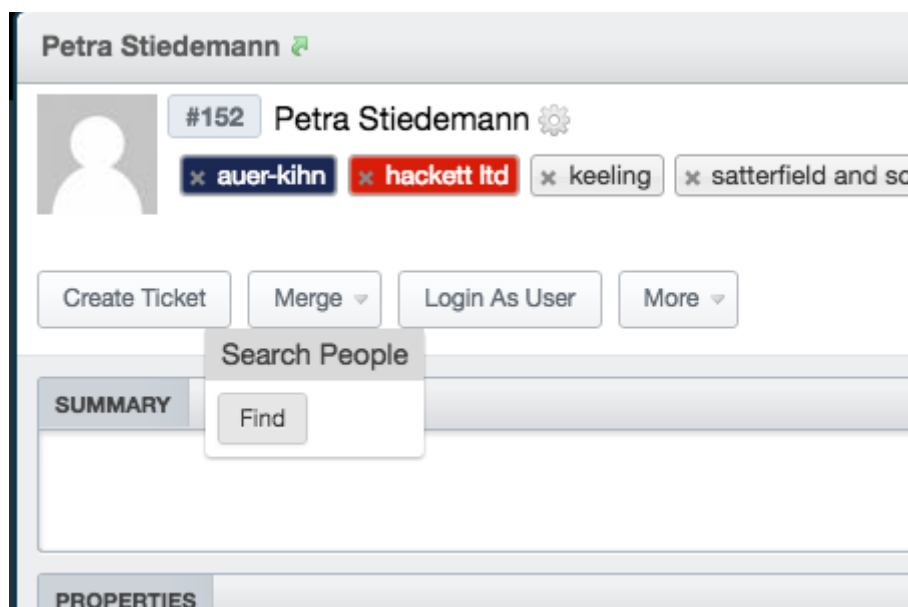 Petra Stiedemann
#152 Petra Stiedemann
× auer-kihn × hackett ltd × keeling × satterfield and
Create Ticket Merge Login As User More
Search People
SUMMARY
Find
PROPERTIES